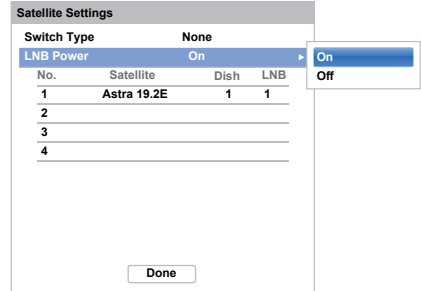 Satellite Settings
Switch Type None
LNB Power On
On
Off
No. Satellite Dish LNB
1 Astra 19.2E 1 1
2
3
4
Done